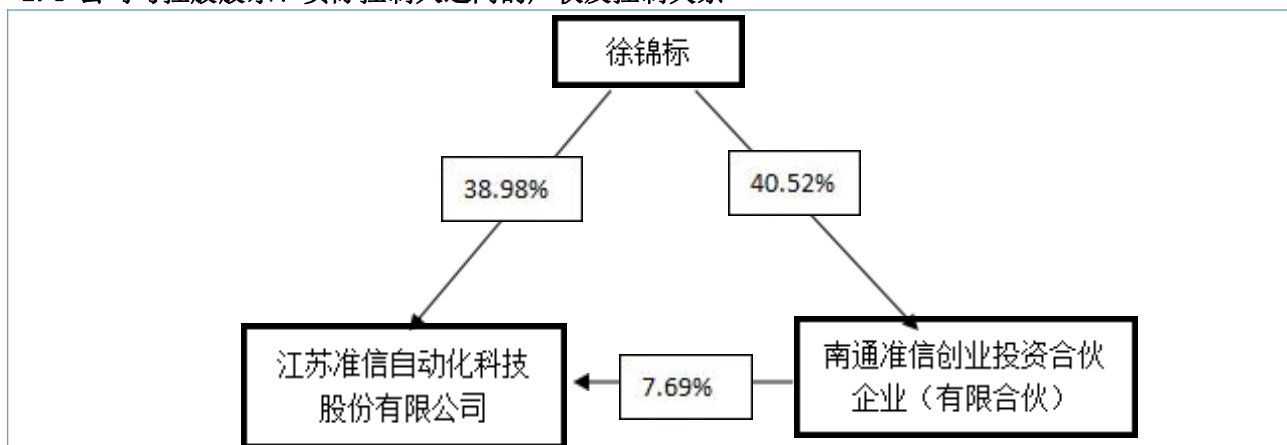 徐锦标
38.98%
40.52%
江苏准信自动化科技
股份有限公司
7.69%
南通准信创业投资合伙
企业（有限合伙）